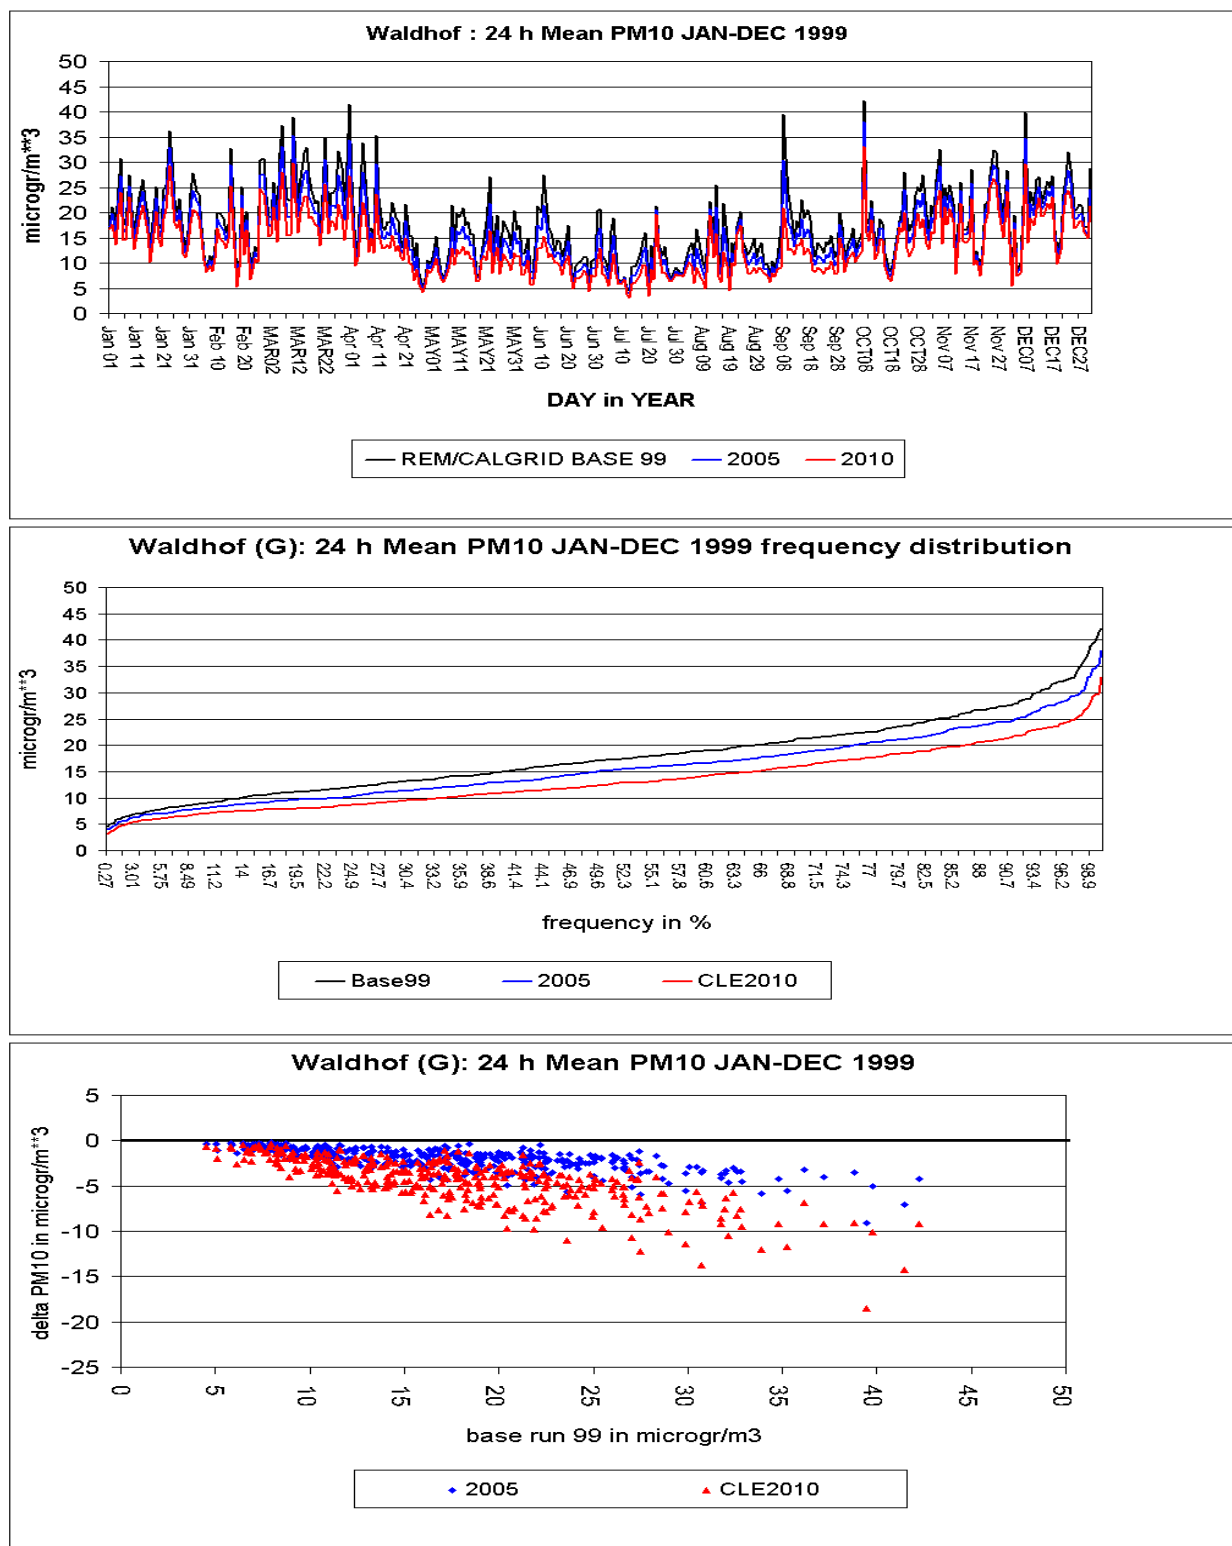 Waldhof : 24 h Mean PM10 JAN-DEC 1999
50
45
40
35
30
25
20
15
10
5
0
microgr/m**3
Jan 01 Jan 11 Jan 21 Jan 31 Feb 10 Feb 20 MAR02 MAR12 MAR22 Apr 01 Apr 11 Apr 21 MAY01 MAY11 MAY21 MAY31 Jun 10 Jun 20 Jun 30 Jul 10 Jul 20 Jul 30 Aug 09 Aug 19 Aug 29 Sep 08 Sep 18 Sep 28 OCT08 OCT18 OCT28 Nov 07 Nov 17 Nov 27 DEC07 DEC17 DEC27
DAY in YEAR
REM/CALGRID BASE 99 2005 2010
Waldhof (G): 24 h Mean PM10 JAN-DEC 1999 frequency distribution
50
45
40
35
30
25
20
15
10
5
0
microgr/m**3
0.27 3.01 5.75 8.49 11.2 14 16.7 19.5 22.2 24.9 27.7 30.4 33.2 35.9 38.6 41.4 44.1 46.9 49.6 52.3 55.1 57.8 60.6 63.3 66 68.8 71.5 74.3 77 79.7 82.5 85.2 88 90.7 93.4 96.2 98.9
frequency in %
Base99 2005 CLE2010
Waldhof (G): 24 h Mean PM10 JAN-DEC 1999
5
0
-5
-10
-15
-20
-25
delta PM10 in microgr/m**3
0 5 10 15 20 25 30 35 40 45 50
base run 99 in microgr/m3
2005 CLE2010